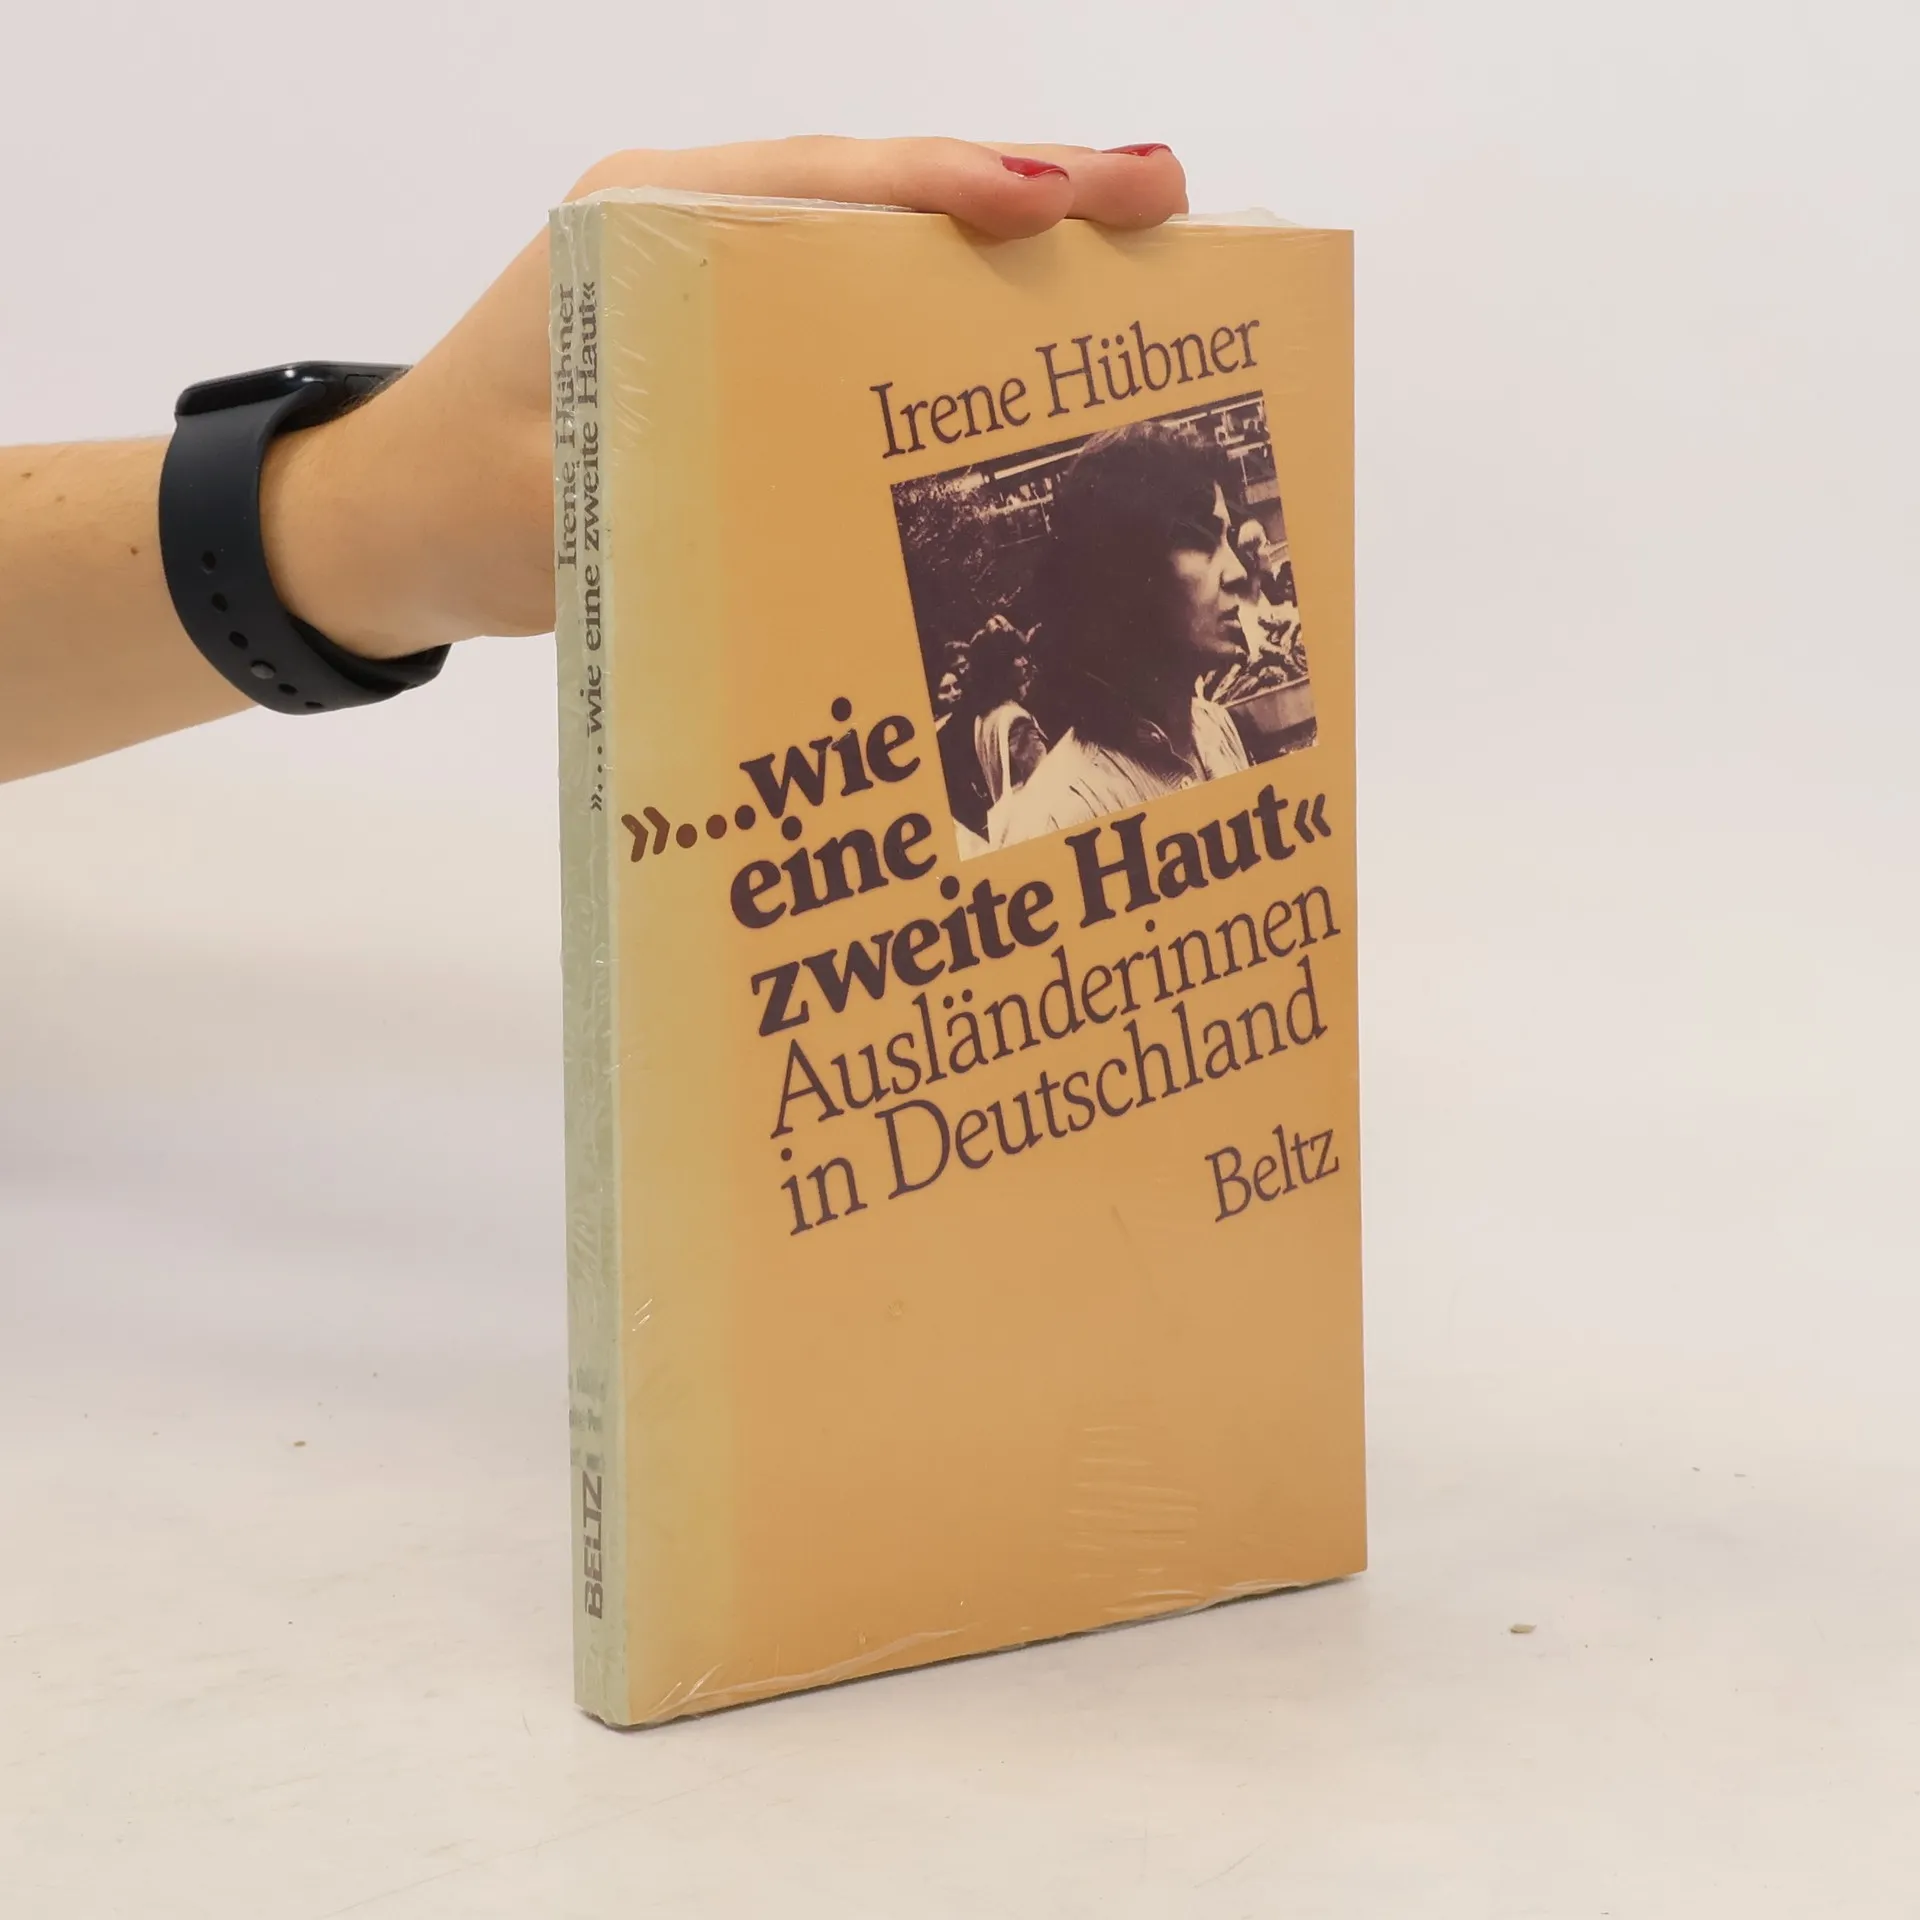 Irene Hübner
»...wie
eine
zweite Haut«
Ausländerinnen
in Deutschland
Beltz
Irene Hübner
»...wie eine zweite Haut«
BELTZ